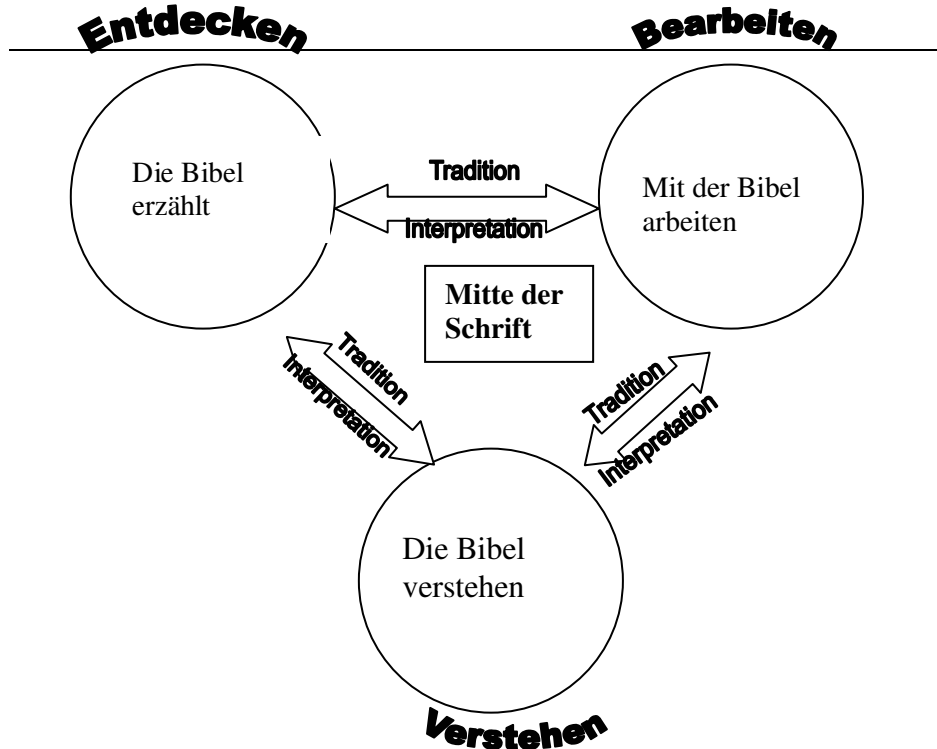 Entdecken
Bearbeiten
Die Bibel
erzählt
Tradition
Interpretation
Mit der Bibel
arbeiten
Mitte der
Schrift
Tradition
Interpretation
Tradition
Interpretation
Die Bibel
verstehen
Verstehen